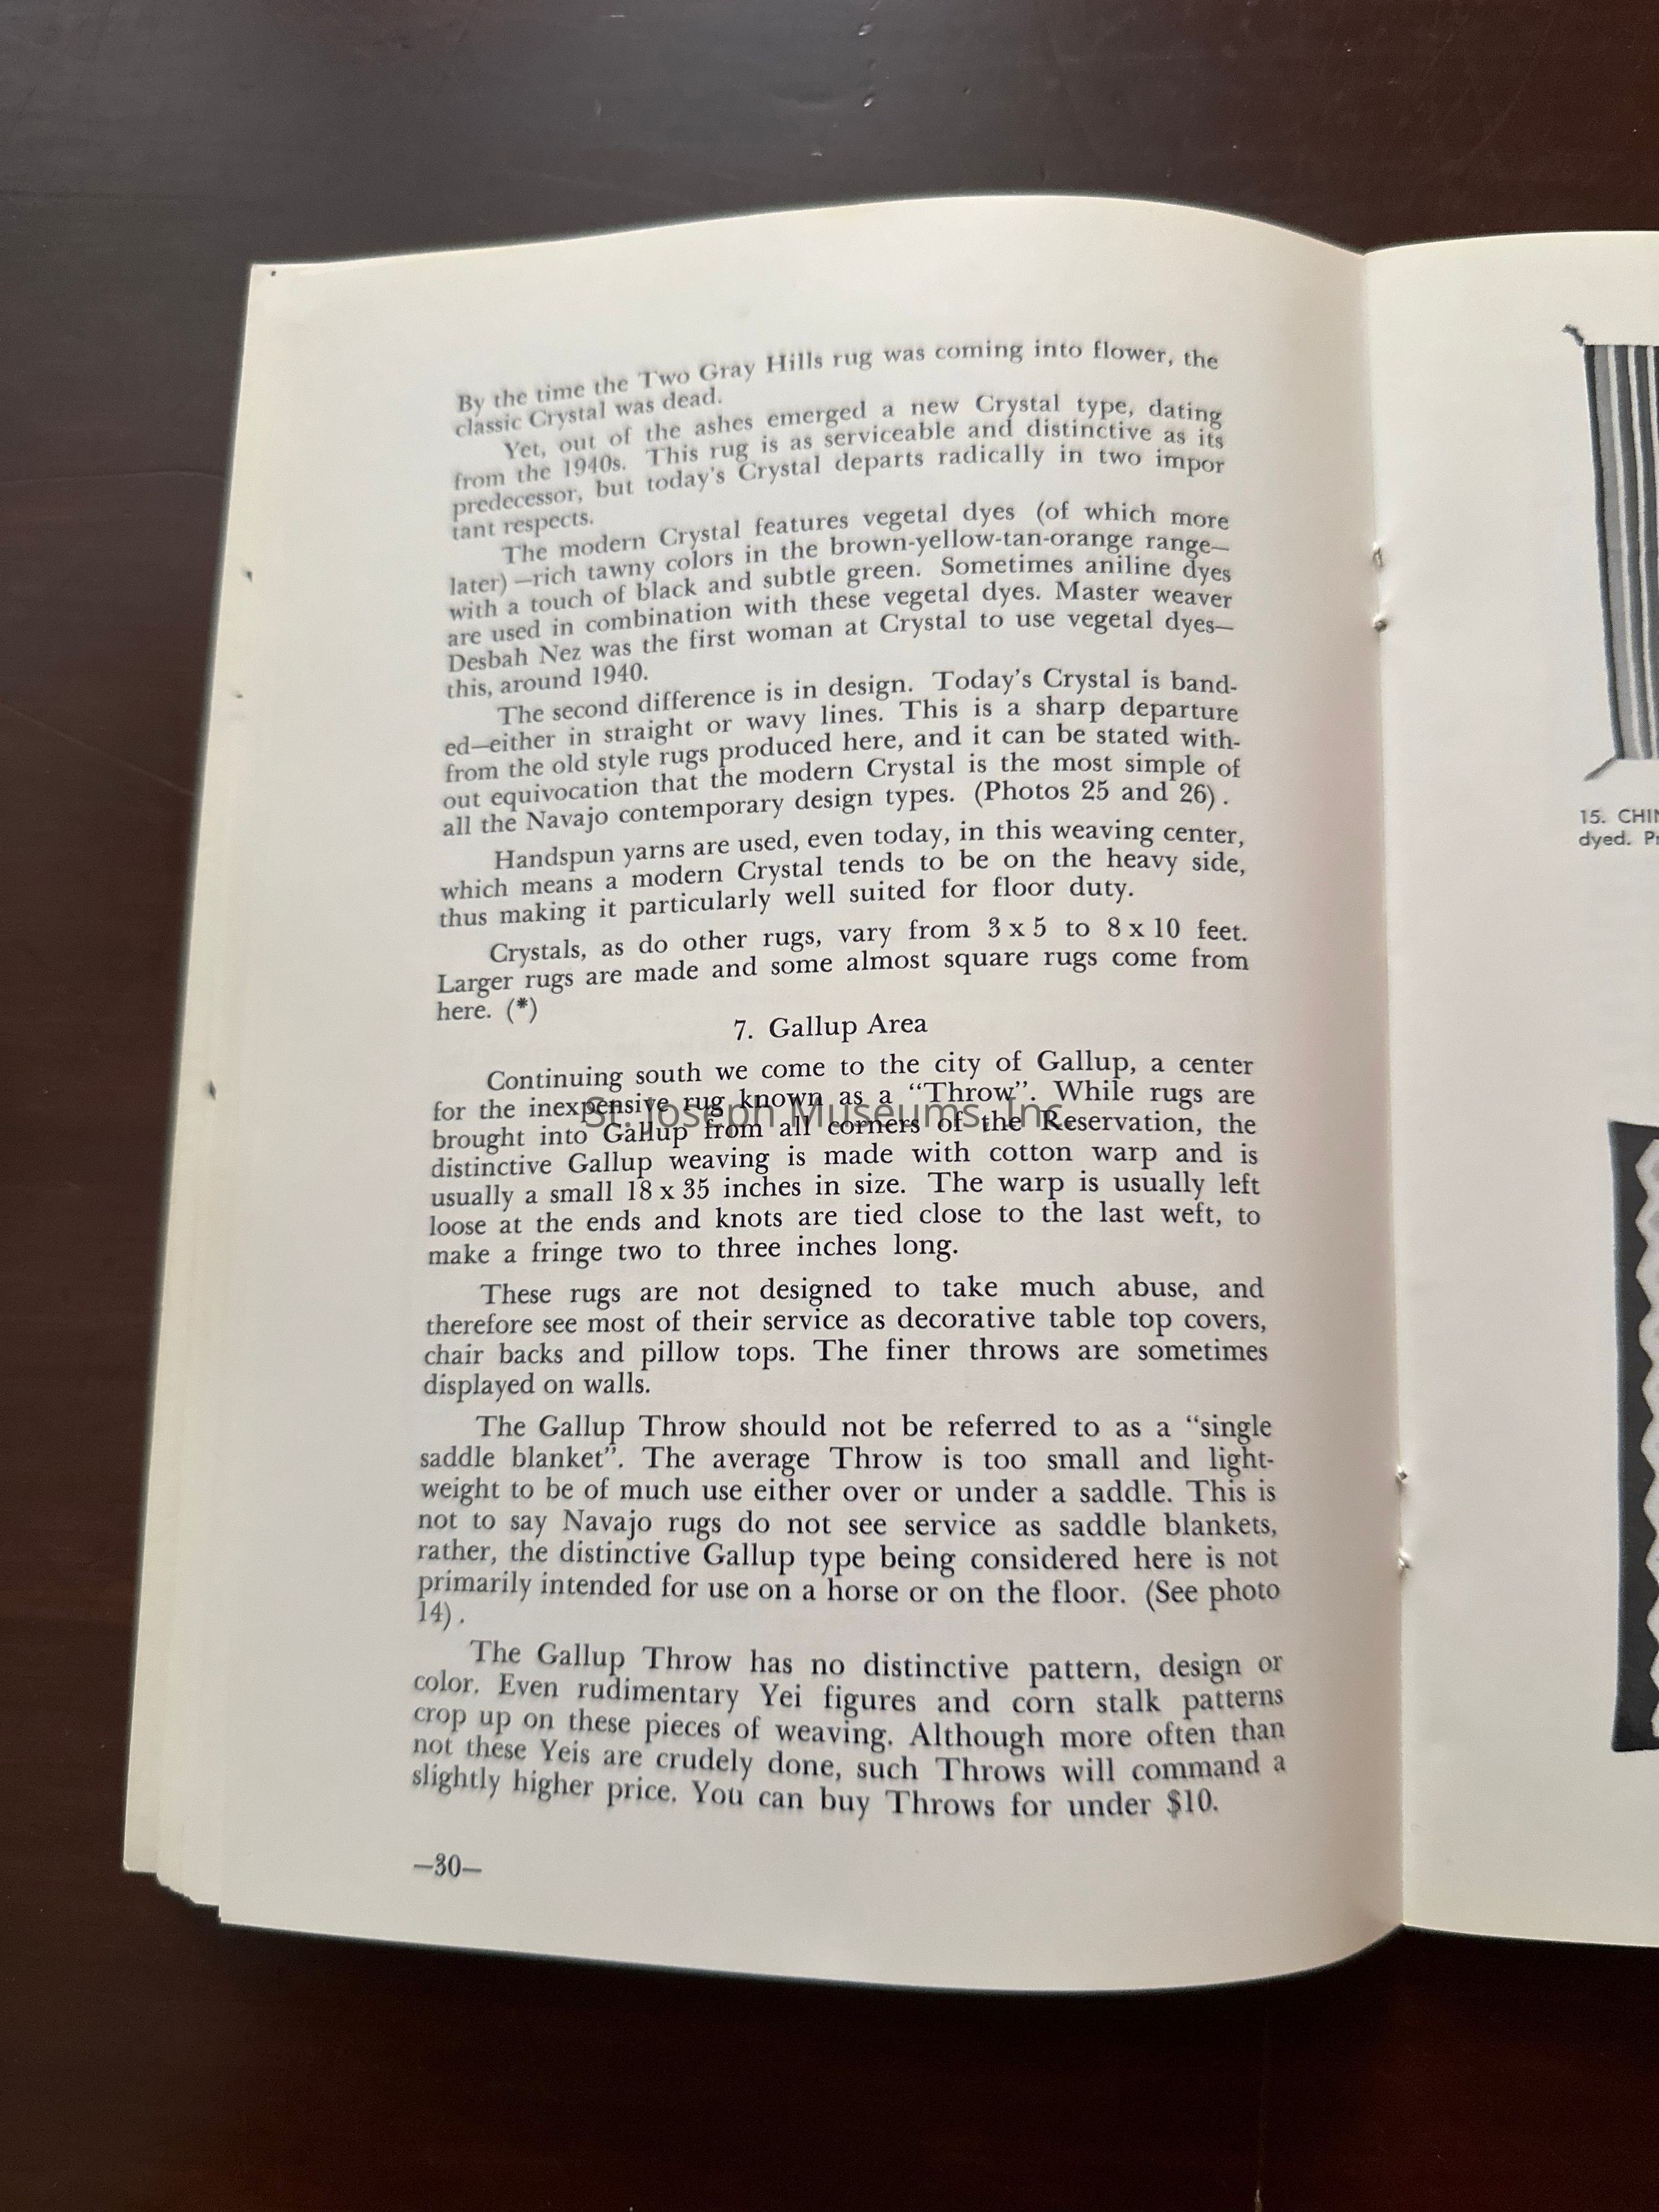 By the time the Two Gray Hills rug was coming into flower, the
classic Crystal was dead.
Yet, out of the ashes emerged a new Crystal type, dating
from the 1940s. This rug is as serviceable and distinctive as its
predecessor, but today's Crystal departs radically in two impor
tant respects.
The modern Crystal features vegetal dyes (of which more
later)—rich tawny colors in the brown-yellow-tan-orange range—
with a touch of black and subtle green. Sometimes aniline dyes
are used in combination with these vegetal dyes. Master weaver
Desbah Nez was the first woman at Crystal to use vegetal dyes—
this, around 1940.
The second difference is in design. Today's Crystal is band-
ed—either in straight or wavy lines. This is a sharp departure
from the old style rugs produced here, and it can be stated with-
out equivocation that the modern Crystal is the most simple of
all the Navajo contemporary design types. (Photos 25 and 26).
Handspun yarns are used, even today, in this weaving center,
which means a modern Crystal tends to be on the heavy side,
thus making it particularly well suited for floor duty.
Crystals, as do other rugs, vary from 3 x 5 to 8 x 10 feet.
Larger rugs are made and some almost square rugs come from
here. (*)
7. Gallup Area
Continuing south we come to the city of Gallup, a center
for the inexpensive rug known as a "Throw". While rugs are
St. Joseph Museums, Inc.
brought into Gallup from all corners of the Reservation, the
distinctive Gallup weaving is made with cotton warp and is
usually a small 18 x 35 inches in size. The warp is usually left
loose at the ends and knots are tied close to the last weft, to
make a fringe two to three inches long.
These rugs are not designed to take much abuse, and
therefore see most of their service as decorative table top covers,
chair backs and pillow tops. The finer throws are sometimes
displayed on walls.
The Gallup Throw should not be referred to as a "single
saddle blanket". The average Throw is too small and light-
weight to be of much use either over or under a saddle. This is
not to say Navajo rugs do not see service as saddle blankets,
rather, the distinctive Gallup type being considered here is not
primarily intended for use on a horse or on the floor. (See photo
14).
The Gallup Throw has no distinctive pattern, design or
color. Even rudimentary Yei figures and corn stalk patterns
crop up on these pieces of weaving. Although more often than
not these Yeis are crudely done, such Throws will command a
slightly higher price. You can buy Throws for under $10.
—30—
15. CHIN
dyed. Pr